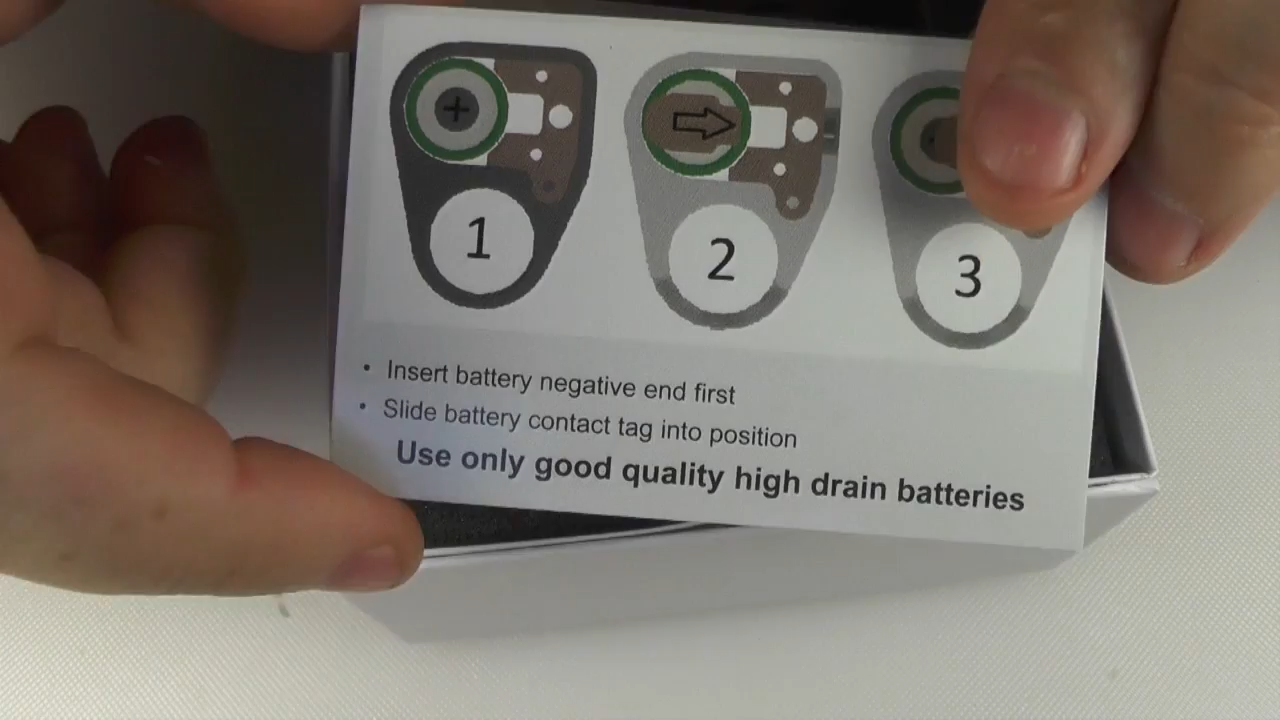 1
2
3
• Insert battery negative end first
• Slide battery contact tag into position
Use only good quality high drain batteries